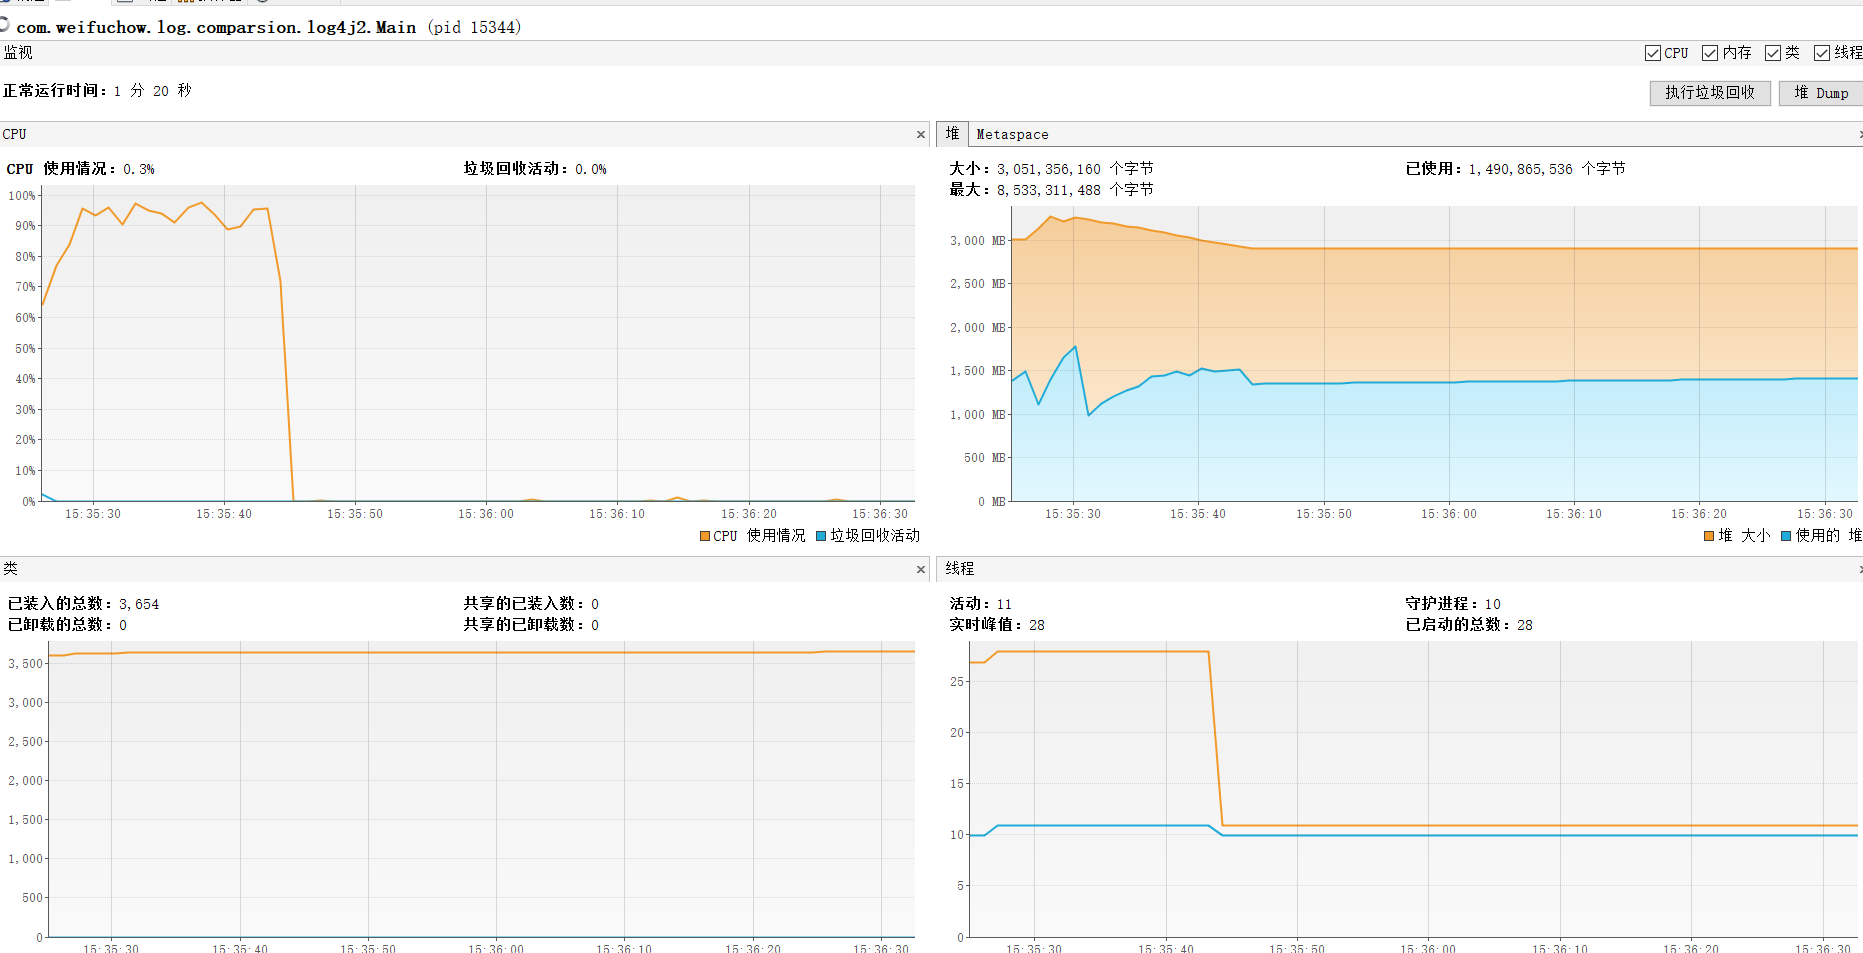 com.weifuchow.log.comparsion.log4j2.Main (pid 15344)
监视
CPU 内存 类 线程
正常运行时间：1 分 20 秒
执行垃圾回收 堆 Dump
CPU ×
CPU 使用情况：0.3% 垃圾回收活动：0.0%
100%
90%
80%
70%
60%
50%
40%
30%
20%
10%
0%
15:35:30 15:35:40 15:35:50 15:36:00 15:36:10 15:36:20 15:36:30
CPU 使用情况 垃圾回收活动
堆 Metaspace
大小：3,051,356,160 个字节 已使用：1,490,865,536 个字节
最大：8,533,311,488 个字节
3,000 MB
2,500 MB
2,000 MB
1,500 MB
1,000 MB
500 MB
0 MB
15:35:30 15:35:40 15:35:50 15:36:00 15:36:10 15:36:20 15:36:30
堆 大小 使用的 堆
类 ×
已装入的总数：3,654 共享的已装入数：0
已卸载的总数：0 共享的已卸载数：0
3,500
3,000
2,500
2,000
1,500
1,000
500
0
15:35:30 15:35:40 15:35:50 15:36:00 15:36:10 15:36:20 15:36:30
线程
活动：11 守护进程：10
实时峰值：28 已启动的总数：28
25
20
15
10
5
0
15:35:30 15:35:40 15:35:50 15:36:00 15:36:10 15:36:20 15:36:30